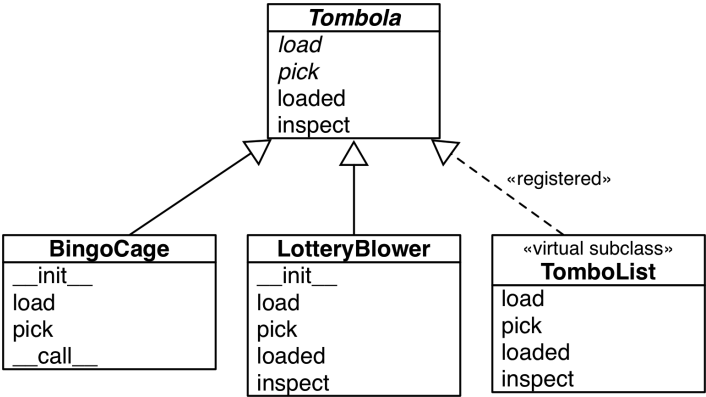 Tombola
load
pick
loaded
inspect
«registered»
BingoCage
__init__
load
pick
__call__
LotteryBlower
__init__
load
pick
loaded
inspect
«virtual subclass»
TomboList
load
pick
loaded
inspect